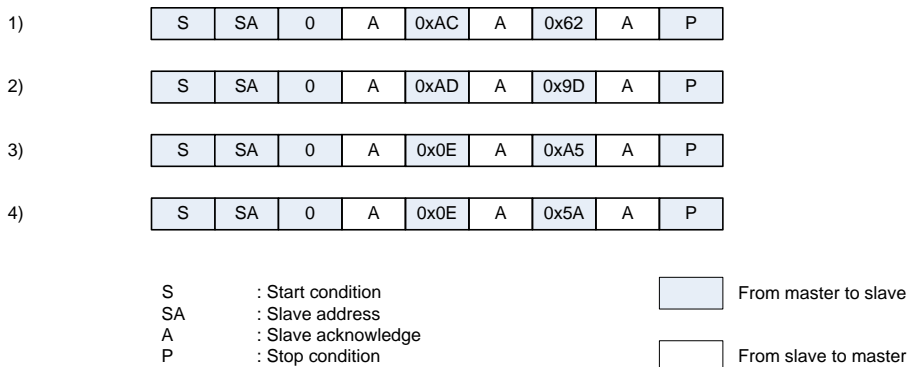 1) S SA 0 A 0xAC A 0x62 A P
2) S SA 0 A 0xAD A 0x9D A P
3) S SA 0 A 0x0E A 0xA5 A P
4) S SA 0 A 0x0E A 0x5A A P
S : Start condition From master to slave
SA : Slave address
A : Slave acknowledge
P : Stop condition From slave to master